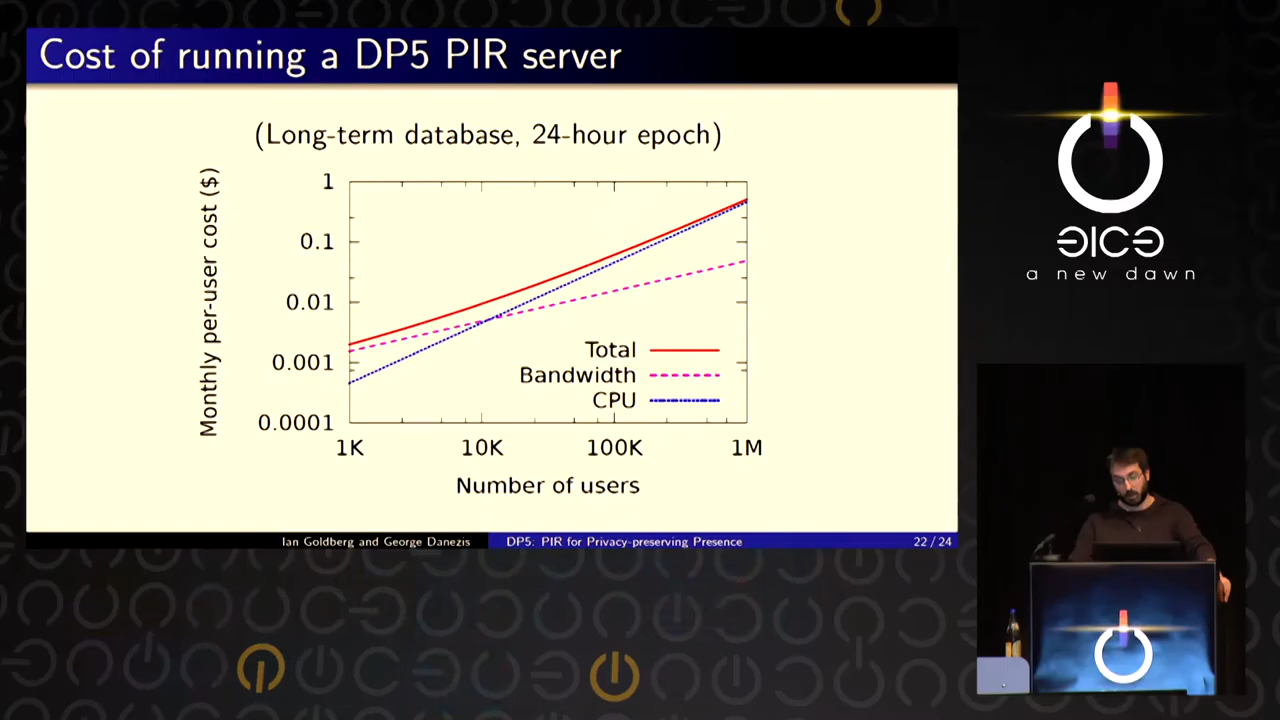 Cost of running a DP5 PIR server
(Long-term database, 24-hour epoch)
Monthly per-user cost ($)
1
0.1
0.01
0.001
0.0001
Total
Bandwidth
CPU
1K 10K 100K 1M
Number of users
Ian Goldberg and George Danezis DP5: PIR for Privacy-preserving Presence 22 / 24
a new dawn